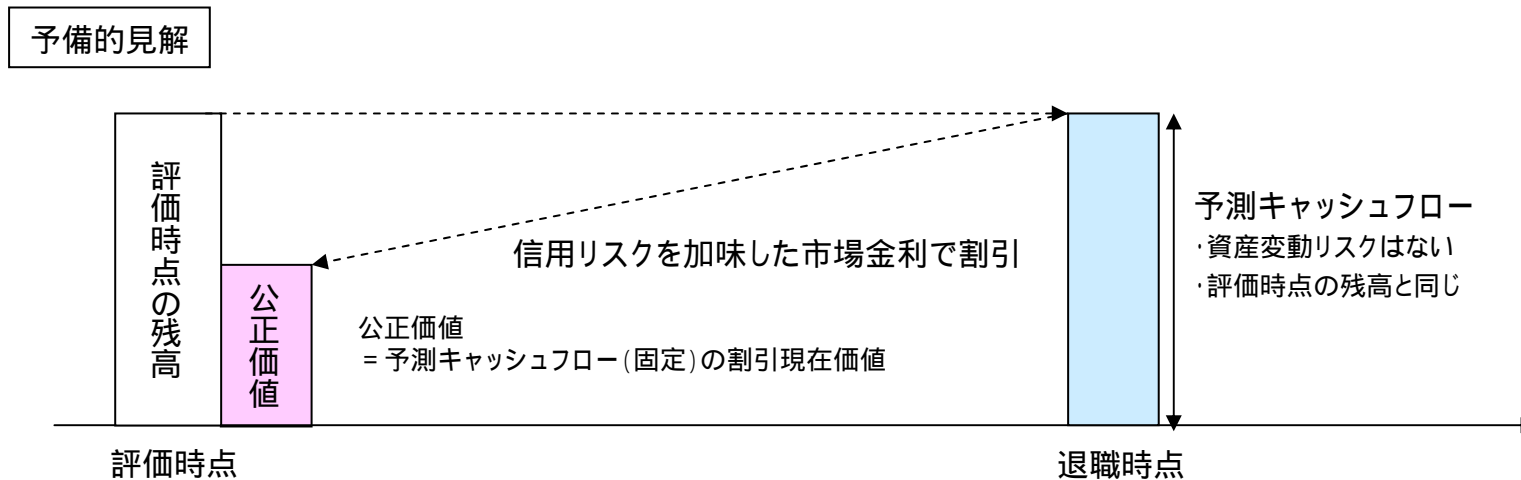 予備的見解
評価時点の残高
公正価値
信用リスクを加味した市場金利で割引
公正価値
=予測キャッシュフロー(固定)の割引現在価値
予測キャッシュフロー
・資産変動リスクはない
・評価時点の残高と同じ
評価時点
退職時点